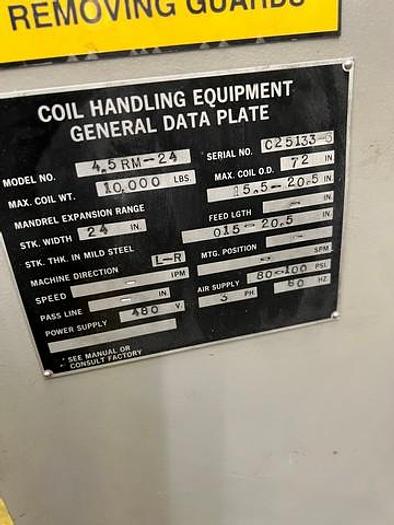 REMOVING GUARDS
COIL HANDLING EQUIPMENT
GENERAL DATA PLATE
MODEL NO. 4.5RM-24 SERIAL NO. C25133-
MAX. COIL WT. 10,000 LBS. MAX. COIL O.D. 72 IN
MANDREL EXPANSION RANGE 15.5-20.5 IN
STK. WIDTH 24 IN. FEED LGTH - IN
STK. THK. IN MILD STEEL 015-20.5 IN
MACHINE DIRECTION L-R MTG. POSITION -
SPEED - IPM - SPM
PASS LINE - IN. AIR SUPPLY 80-100 PSI
POWER SUPPLY 480 V 3 PH 60 HZ
*SEE MANUAL OR
CONSULT FACTORY